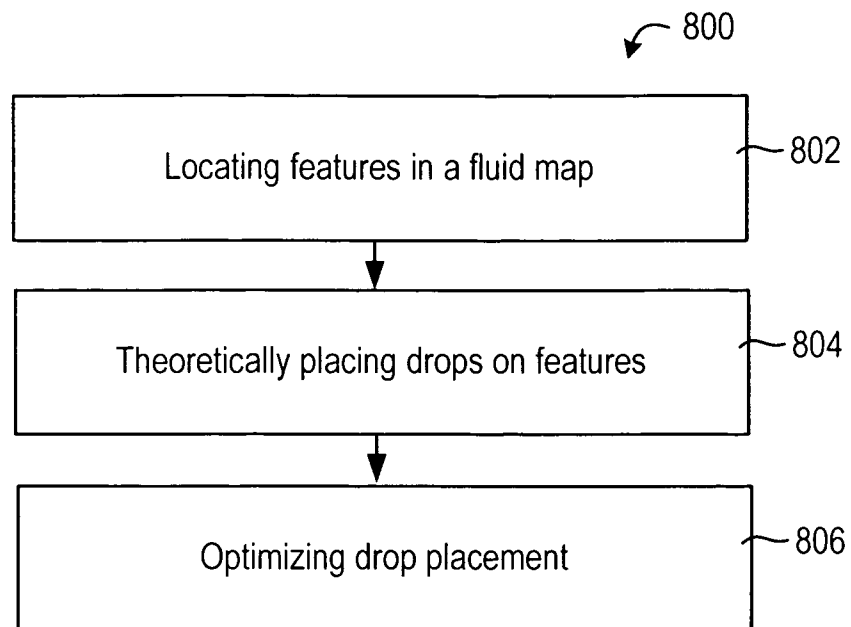 800
Locating features in a fluid map
802
Theoretically placing drops on features
804
Optimizing drop placement
806